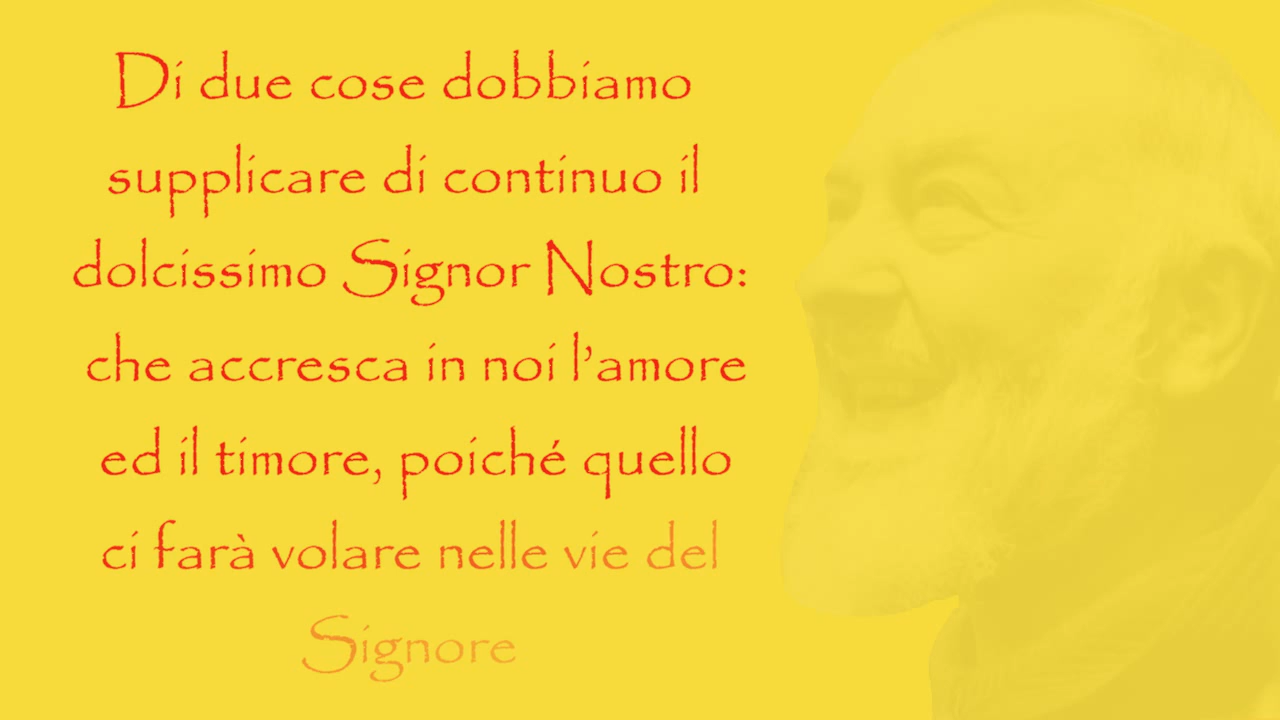 Di due cose dobbiamo
supplicare di continuo il
dolcissimo Signor Nostro:
che accresca in noi l’amore
ed il timore, poiché quello
ci farà volare nelle vie del
Signore